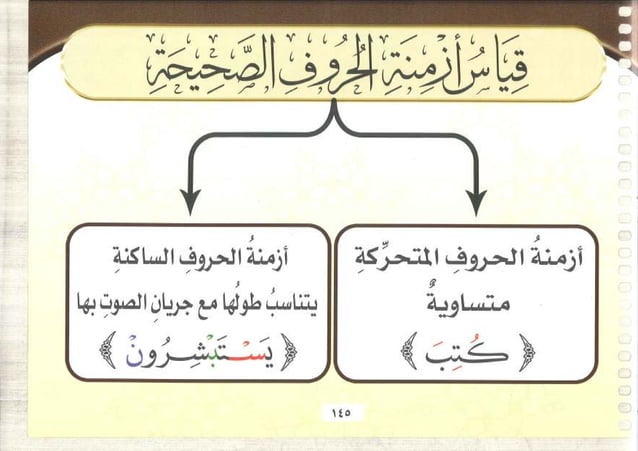 قِيَاسُ أَزْمِنَةِ الحُرُوفِ الصَّحِيحَةِ
أزمنةُ الحروفِ المتحرِّكةِ
متساويةٌ
﴿ كُتِبَ ﴾
أزمنةُ الحروفِ الساكنةِ
يتناسبُ طولُها مع جريانِ الصوتِ بها
﴿ يَسْتَبْشِرُونْ ﴾
١٤٥